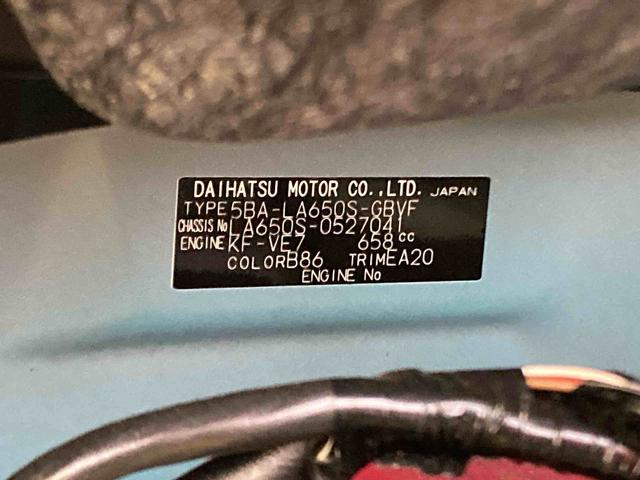 DAIHATSU MOTOR CO.,LTD. JAPAN
TYPE 5BA-LA650S-GBVF
CHASSIS No LA650S-0527041
ENGINE KF-VE7 658cc
COLOR B86 TRIM EA20
ENGINE No